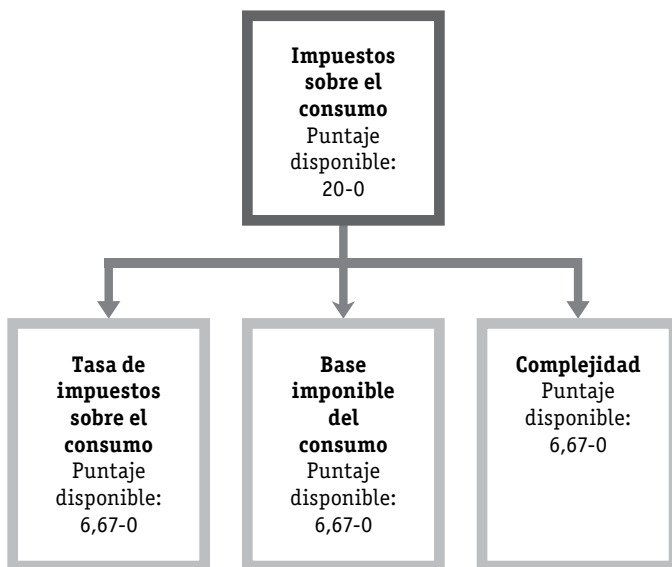 Impuestos
sobre el
consumo
Puntaje
disponible:
20-0
Tasa de
impuestos
sobre el
consumo
Puntaje
disponible:
6,67-0
Base
imponible
del
consumo
Puntaje
disponible:
6,67-0
Complejidad
Puntaje
disponible:
6,67-0